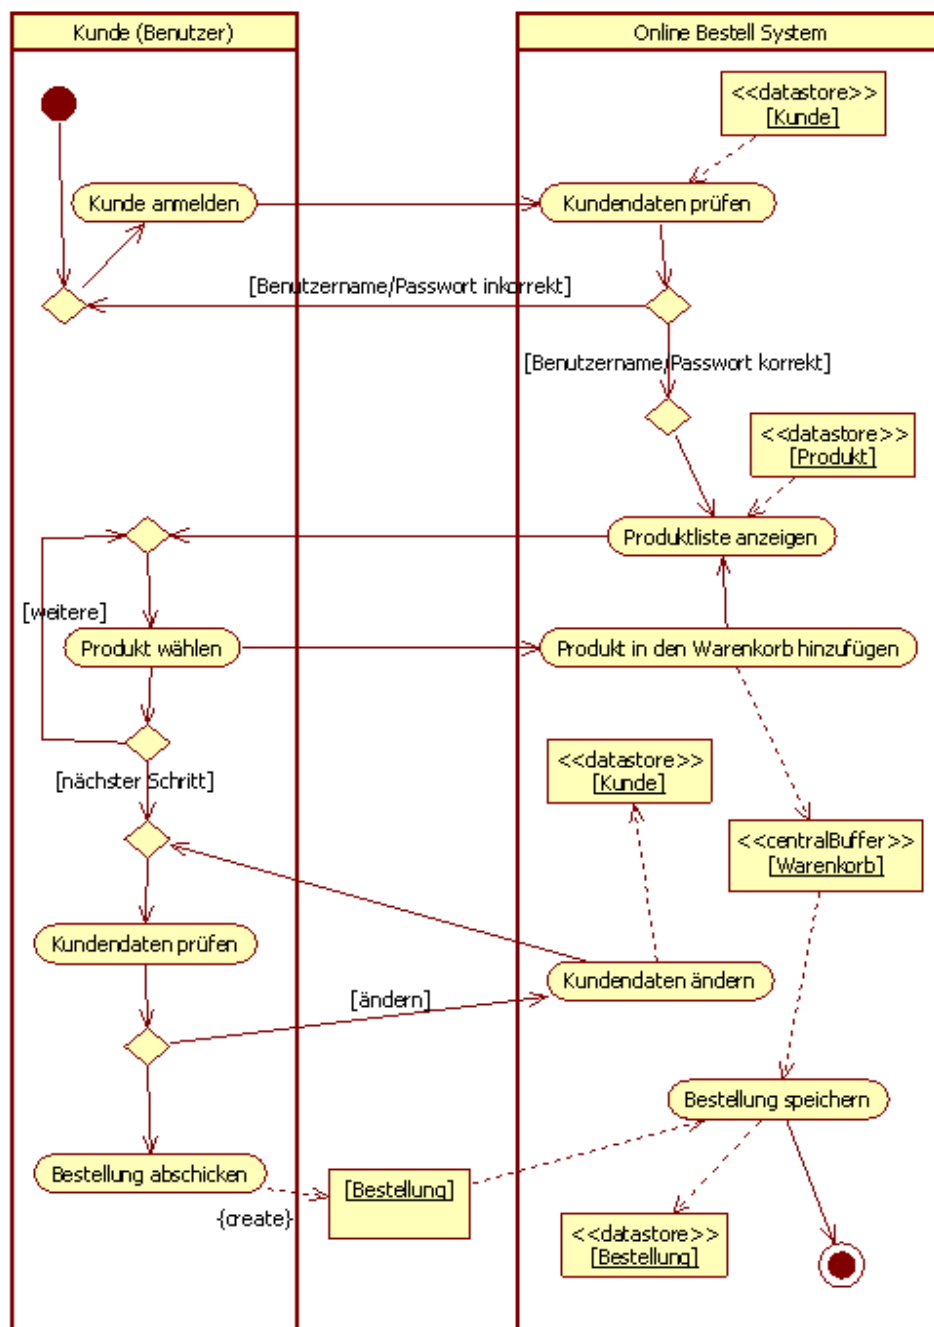 Kunde (Benutzer)
Online Bestell System
<<datastore>>
[Kunde]
Kunde anmelden
Kundendaten prüfen
[Benutzername/Passwort inkorrekt]
[Benutzername/Passwort korrekt]
<<datastore>>
[Produkt]
Produktliste anzeigen
[weitere]
Produkt wählen
Produkt in den Warenkorb hinzufügen
[nächster Schritt]
<<datastore>>
[Kunde]
<<centralBuffer>>
[Warenkorb]
Kundendaten prüfen
Kundendaten ändern
[ändern]
Bestellung speichern
Bestellung abschicken
[Bestellung]
{create}
<<datastore>>
[Bestellung]